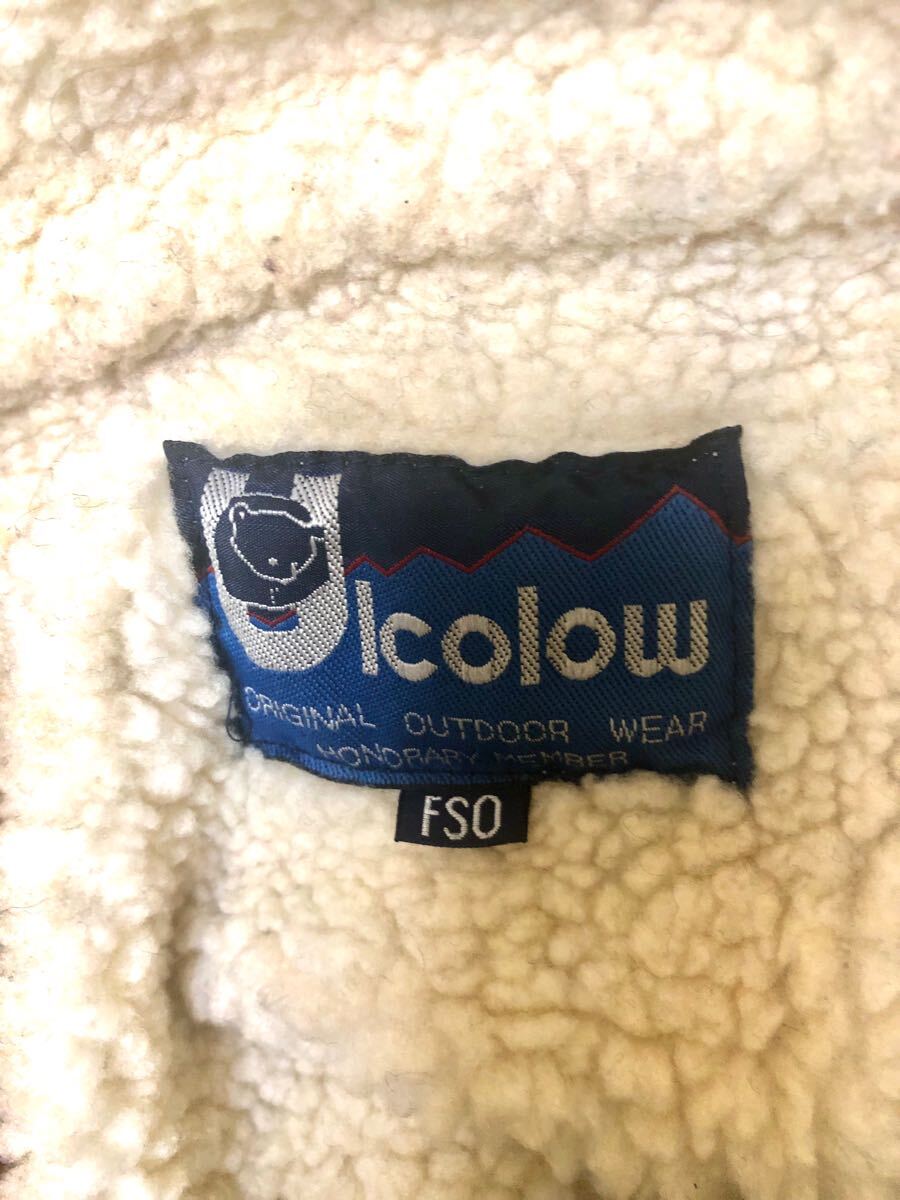 Ulcolow
ORIGINAL OUTDOOR WEAR
HONORARY MEMBER
FSO